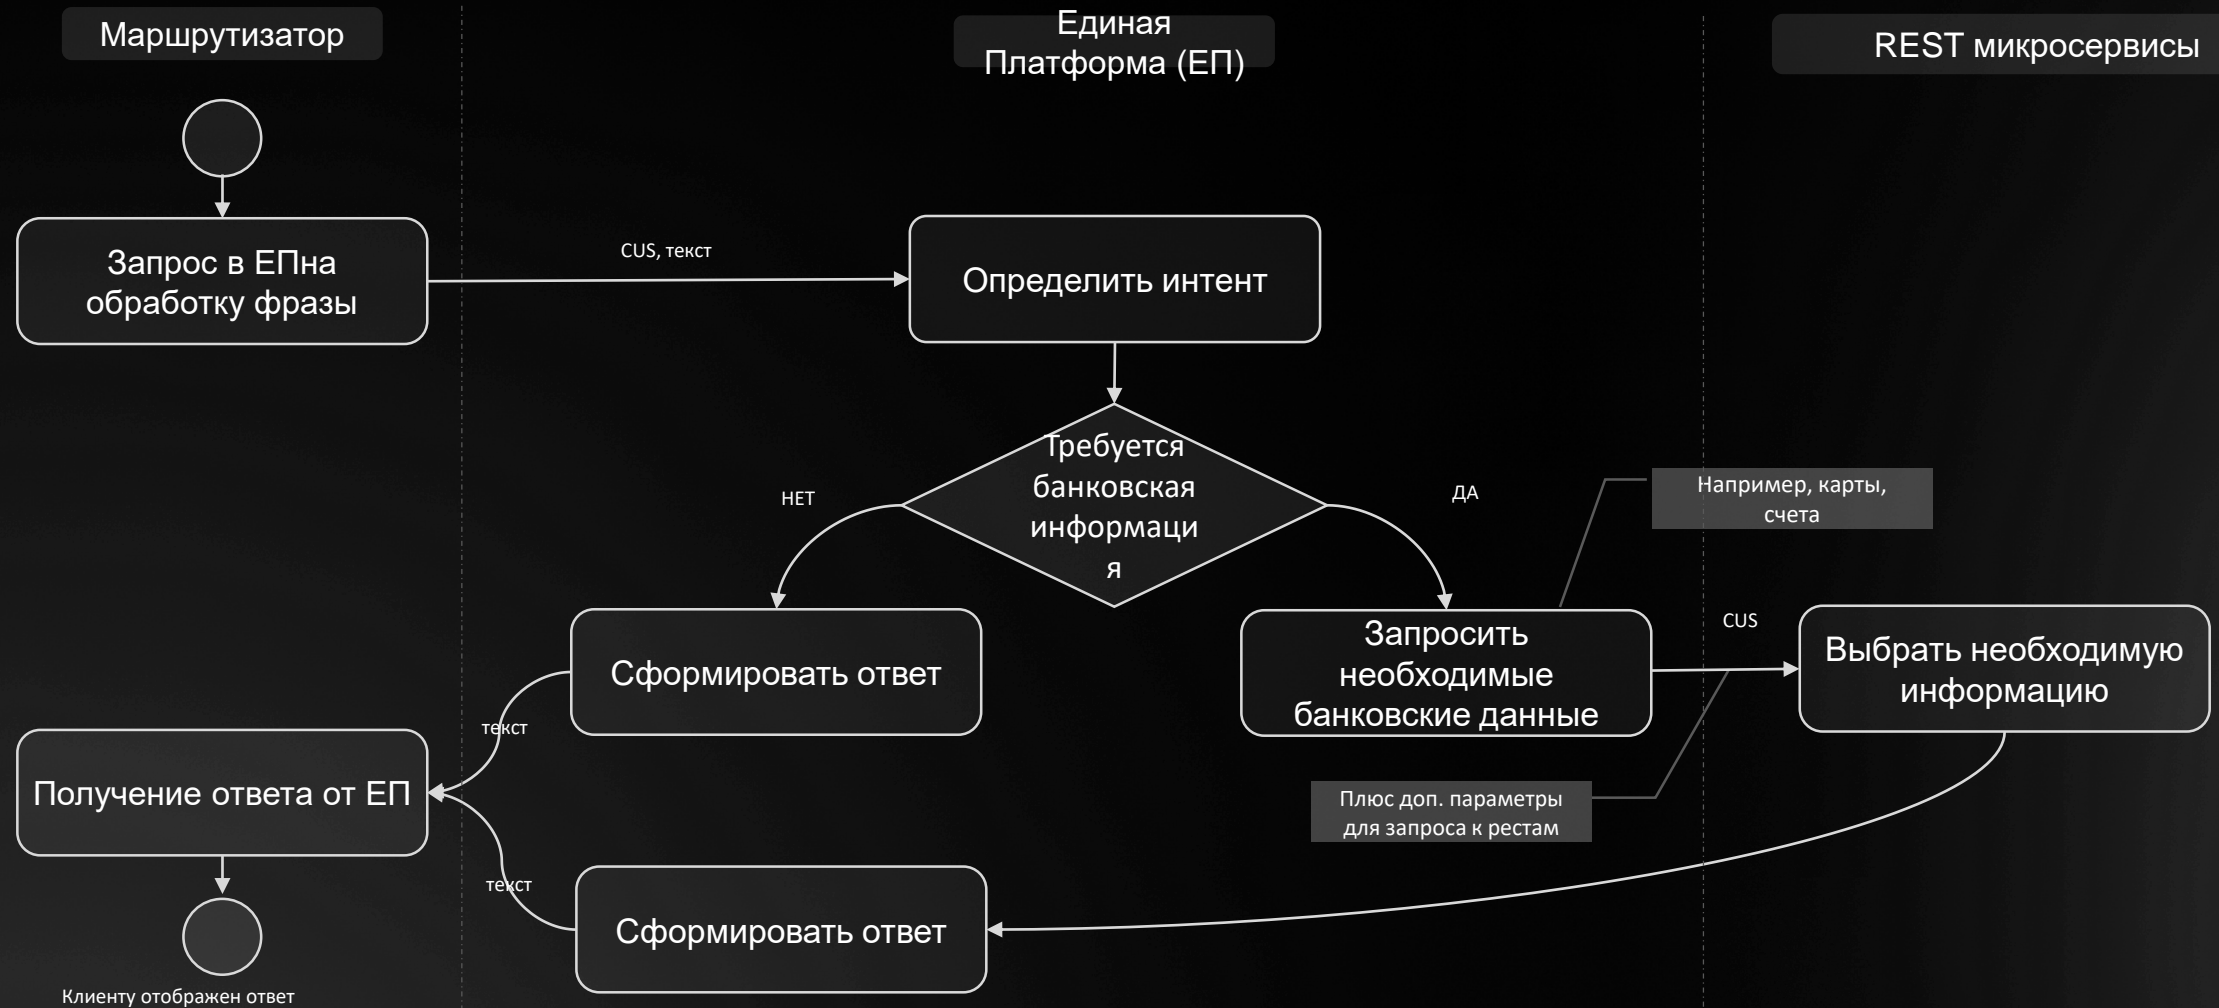 Маршрутизатор
Единая
Платформа (ЕП)
REST микросервисы
Запрос в ЕПна
обработку фразы
CUS, текст
Определить интент
Требуется
банковская
информаци
я
НЕТ
ДА
Например, карты,
счета
Сформировать ответ
Запросить
необходимые
банковские данные
CUS
Выбрать необходимую
информацию
текст
Получение ответа от ЕП
Плюс доп. параметры
для запроса к рестам
текст
Сформировать ответ
Клиенту отображен ответ